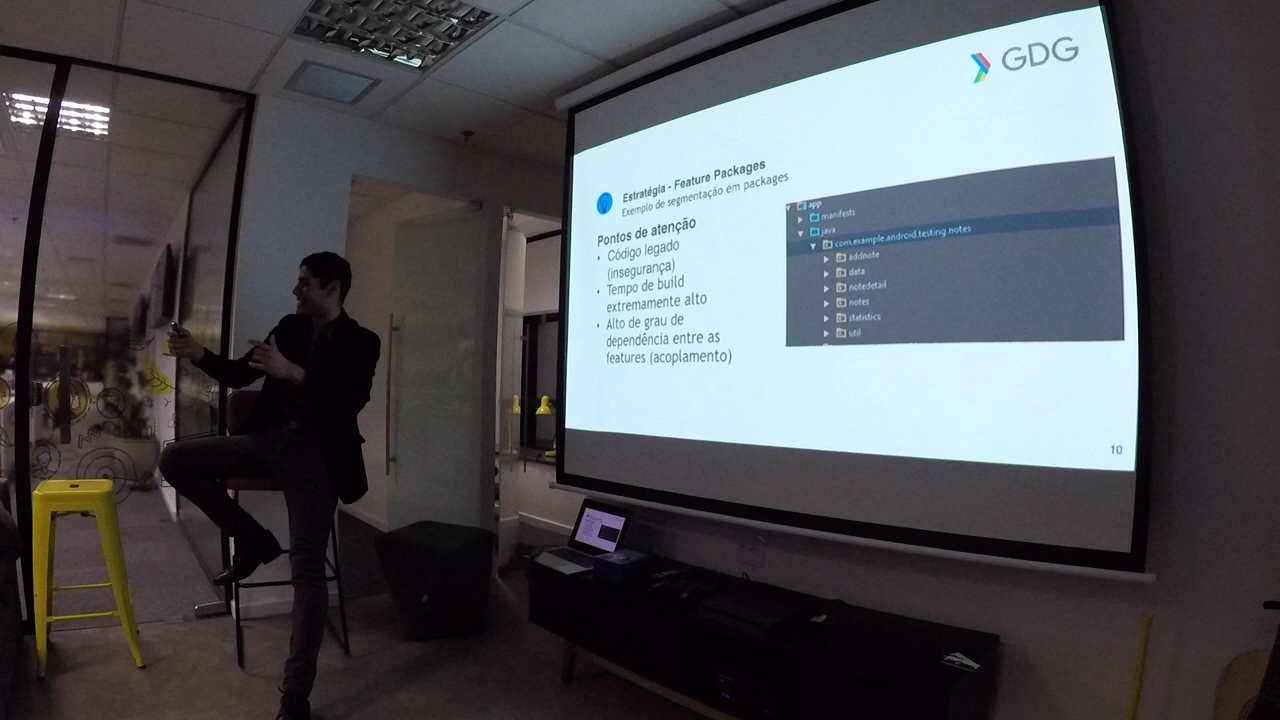 GDG
Estratégia - Feature Packages
Exemplo de segmentação em packages
Pontos de atenção
• Código legado
(insegurança)
• Tempo de build
extremamente alto
• Alto de grau de
dependência entre as
features (acoplamento)
app
manifests
java
com.example.android.testing.notes
addnote
data
notedetail
notes
statistics
util
10